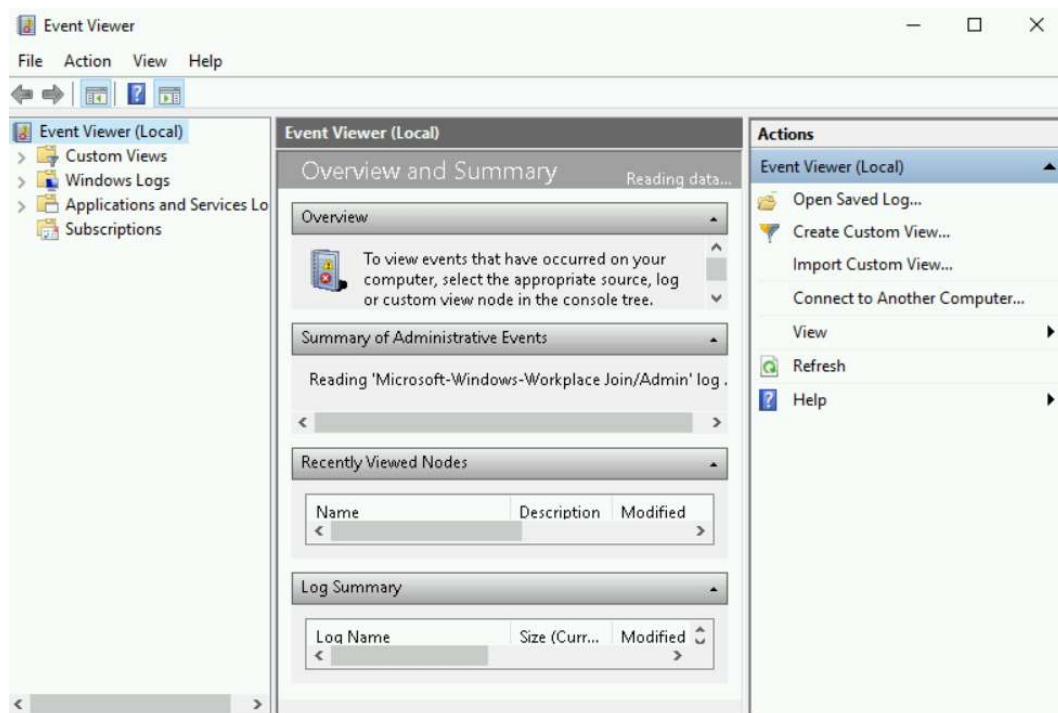 Event Viewer
File Action View Help
Event Viewer (Local)
Custom Views
Windows Logs
Applications and Services Lo
Subscriptions
Event Viewer (Local)
Overview and Summary
Reading data...
Overview
To view events that have occurred on your
computer, select the appropriate source, log
or custom view node in the console tree.
Summary of Administrative Events
Reading 'Microsoft-Windows-Workplace Join/Admin' log .
Recently Viewed Nodes
Name Description Modified
Log Summary
Log Name Size (Curr... Modified
Actions
Event Viewer (Local)
Open Saved Log...
Create Custom View...
Import Custom View...
Connect to Another Computer...
View
Refresh
Help